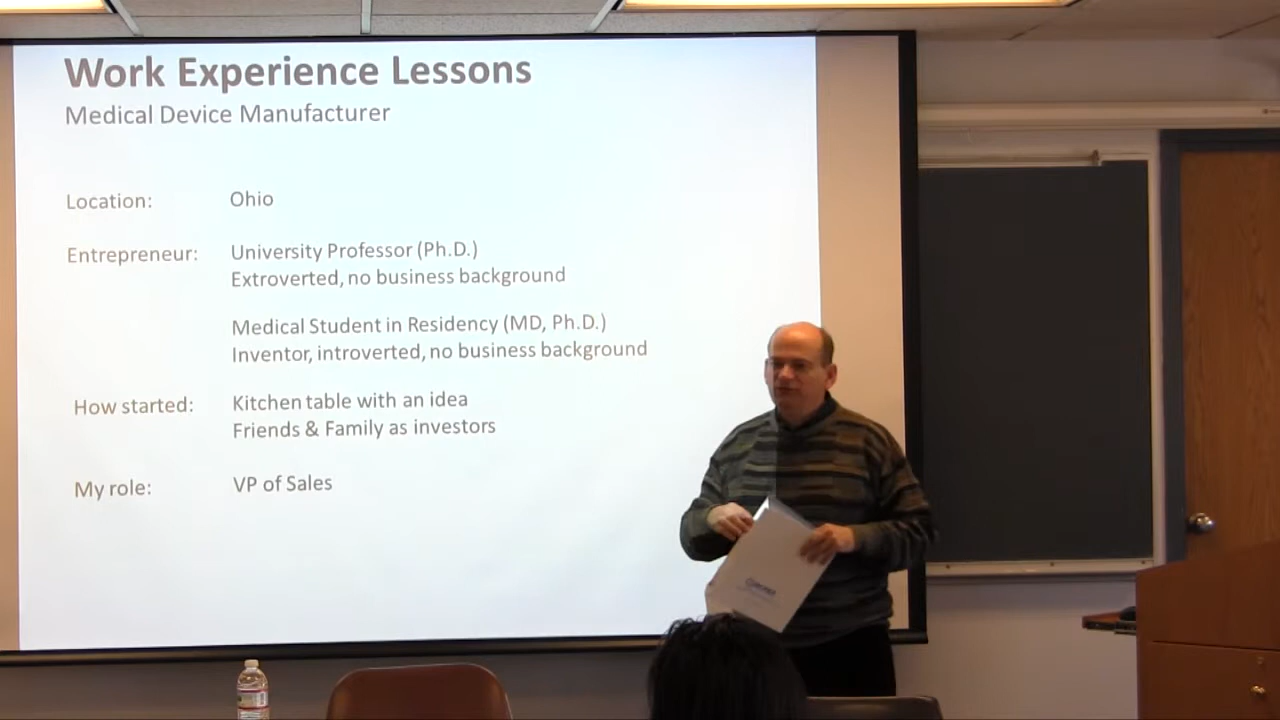 Work Experience Lessons
Medical Device Manufacturer
Location: Ohio
Entrepreneur: University Professor (Ph.D.)
Extroverted, no business background
Medical Student in Residency (MD, Ph.D.)
Inventor, introverted, no business background
How started: Kitchen table with an idea
Friends & Family as investors
My role: VP of Sales